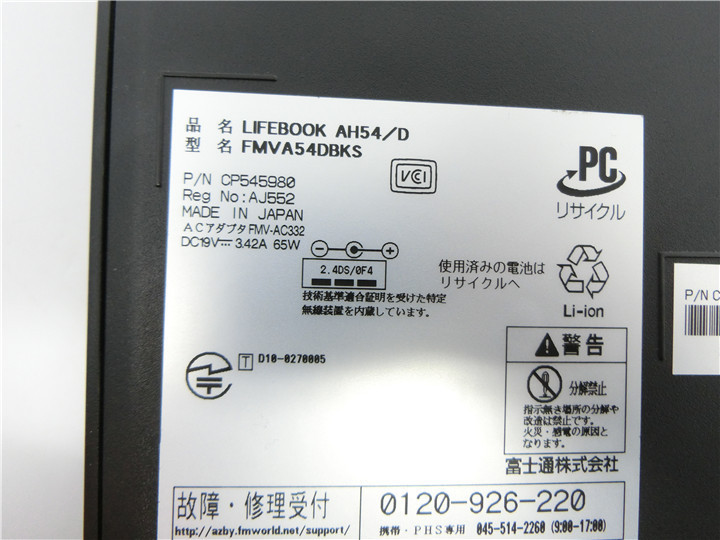 品 名 LIFEBOOK AH54/D
型 名 FMVA54DBKS
P/N CP545980
Reg No:AJ552
MADE IN JAPAN
ACアダプタFMV-AC332
DC19V⎓ 3.42A 65W
VCCI
PC
リサイクル
2.4DS/OF4
技術基準適合証明を受けた特定
無線装置を内蔵しています。
使用済みの電池は
リサイクルへ
Li-ion
T D10-0270005
警告
分解禁止
指示無き場所の分解や
改造は禁止です。
火災・感電の原因と
なります。
富士通株式会社
故障・修理受付
http://azby.fmworld.net/support/
0120-926-220
携帯・PHS専用 045-514-2260 (9:00-17:00)
P/N C